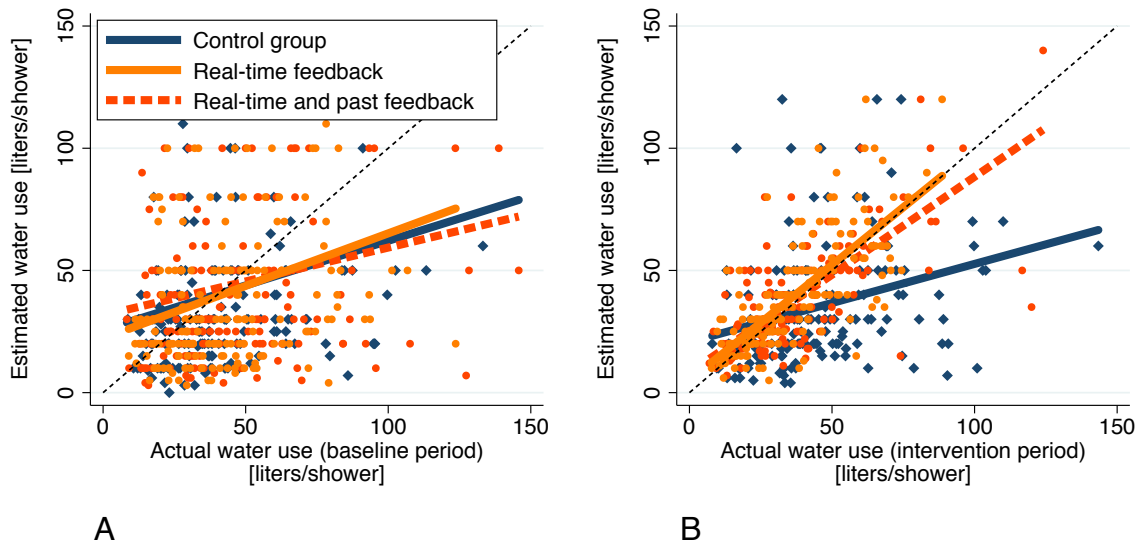 Estimated water use [liters/shower]
150
100
50
0
Control group
Real-time feedback
Real-time and past feedback
0 50 100 150
Actual water use (baseline period)
[liters/shower]
A
Estimated water use [liters/shower]
150
100
50
0
0 50 100 150
Actual water use (intervention period)
[liters/shower]
B